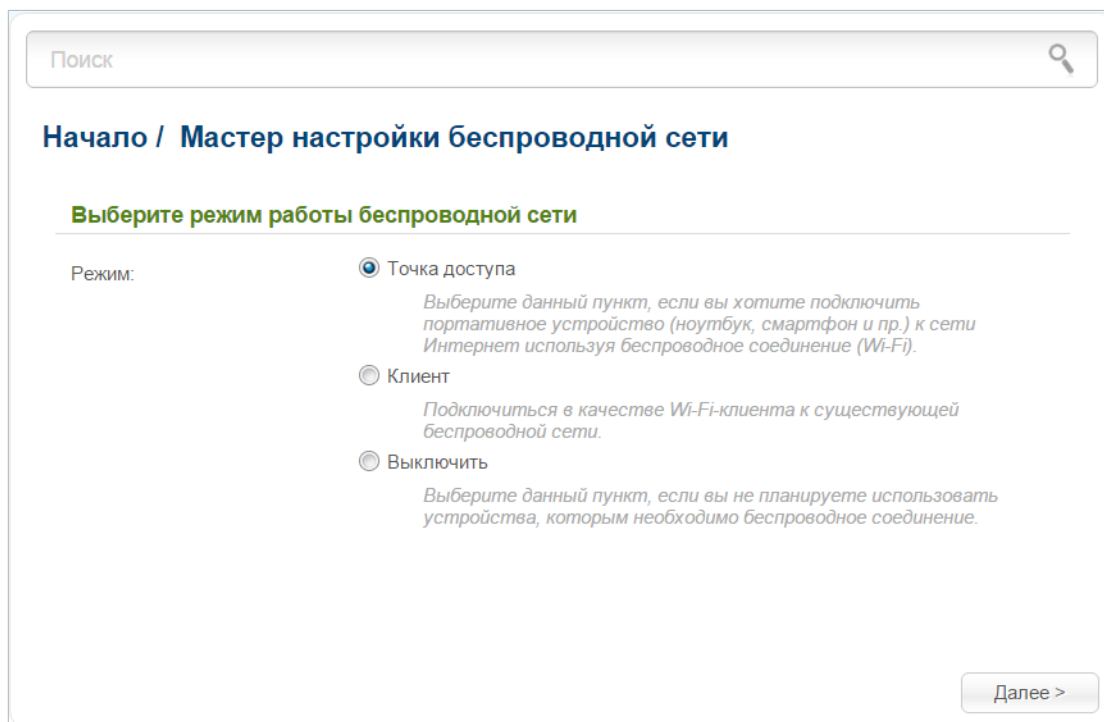 Поиск
Начало / Мастер настройки беспроводной сети
Выберите режим работы беспроводной сети
Режим:
Точка доступа
Выберите данный пункт, если вы хотите подключить
портативное устройство (ноутбук, смартфон и пр.) к сети
Интернет используя беспроводное соединение (Wi-Fi).
Клиент
Подключиться в качестве Wi-Fi-клиента к существующей
беспроводной сети.
Выключить
Выберите данный пункт, если вы не планируете использовать
устройства, которым необходимо беспроводное соединение.
Далее >